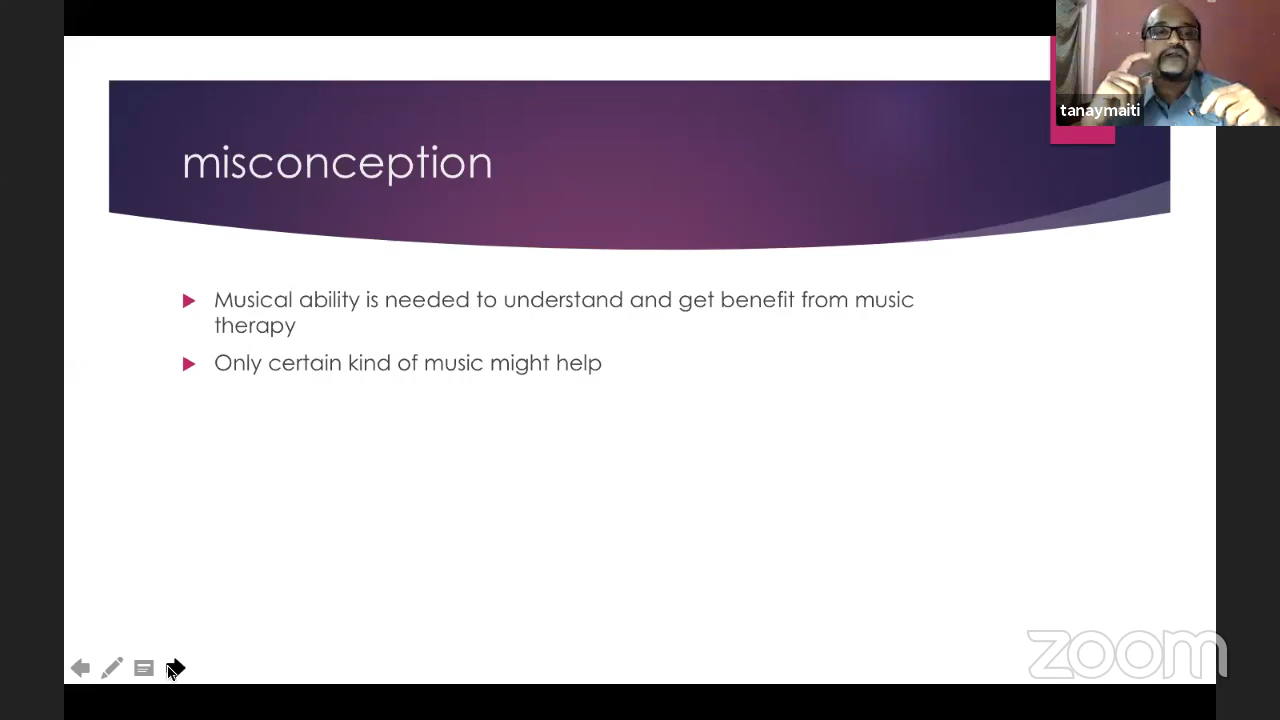 tanaymaiti
misconception
Musical ability is needed to understand and get benefit from music
therapy
Only certain kind of music might help
zoom